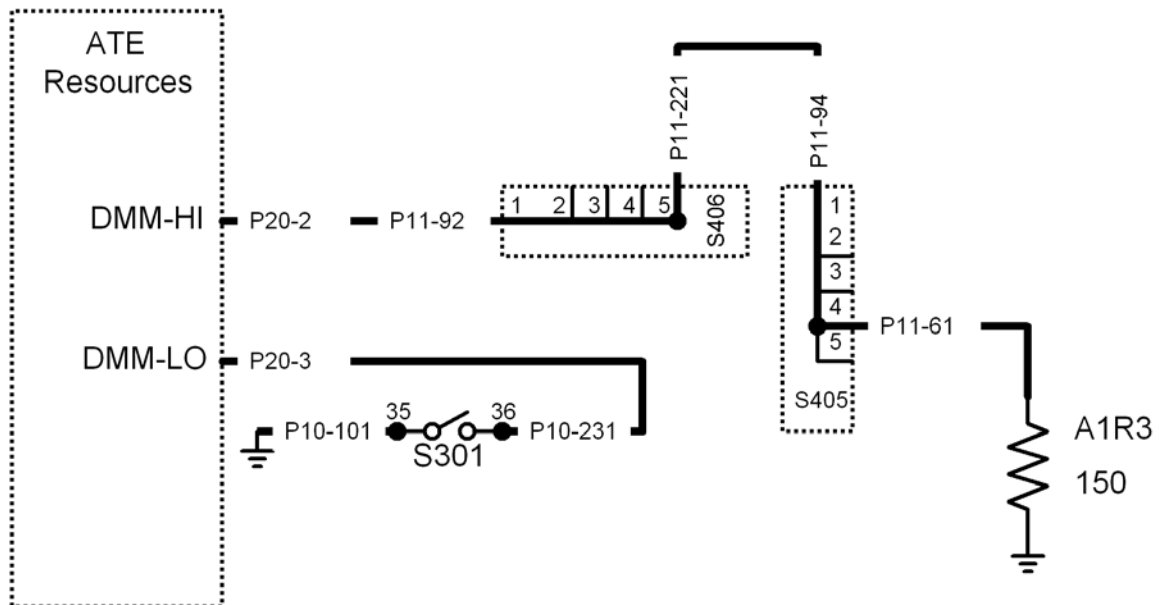 ATE
Resources
P11-221
P11-94
DMM-HI
P20-2
P11-92
1 2 3 4 5
S406
1
2
3
4
5
S405
P11-61
DMM-LO
P20-3
P10-101
35
36
P10-231
S301
A1R3
150